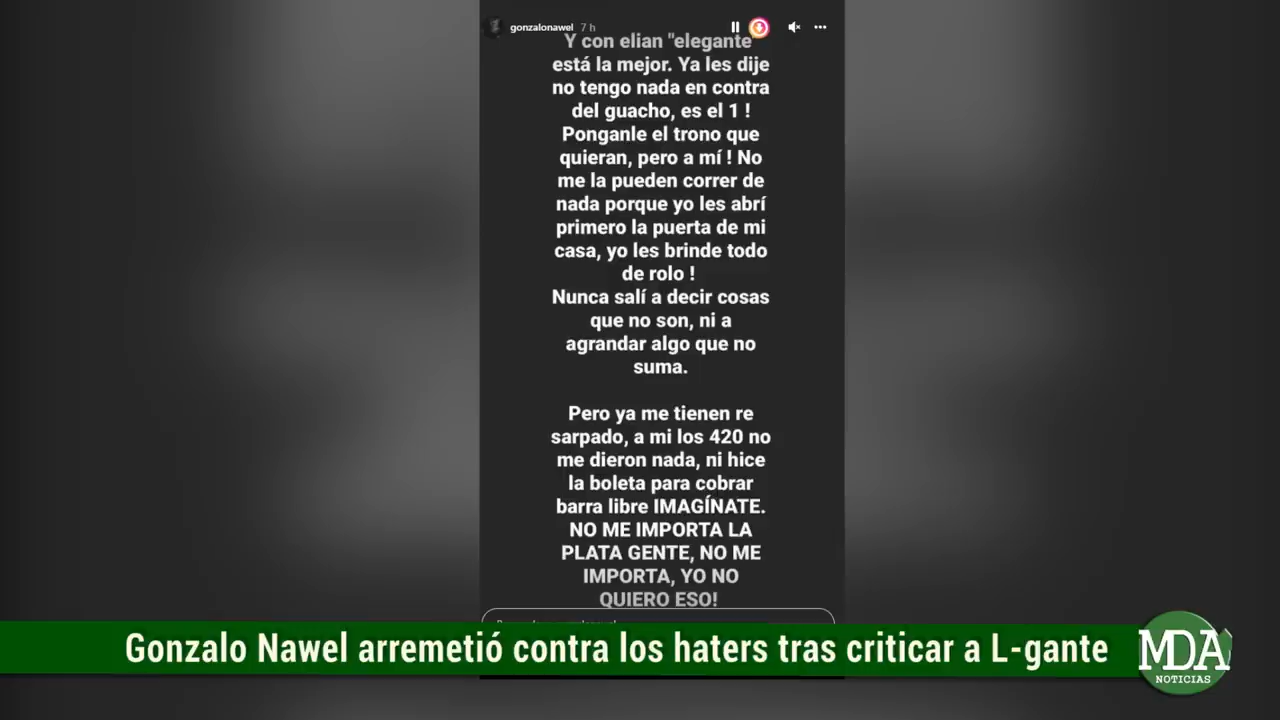 gonzalonawel 7 h
Y con elian "elegante"
está la mejor. Ya les dije
no tengo nada en contra
del guacho, es el 1 !
Ponganle el trono que
quieran, pero a mí ! No
me la pueden correr de
nada porque yo les abrí
primero la puerta de mi
casa, yo les brinde todo
de rolo !
Nunca salí a decir cosas
que no son, ni a
agrandar algo que no
suma.
Pero ya me tienen re
sarpado, a mi los 420 no
me dieron nada, ni hice
la boleta para cobrar
barra libre IMAGÍNATE.
NO ME IMPORTA LA
PLATA GENTE, NO ME
IMPORTA, YO NO
QUIERO ESO!
Gonzalo Nawel arremetió contra los haters tras criticar a L-gante
MDA
NOTICIAS